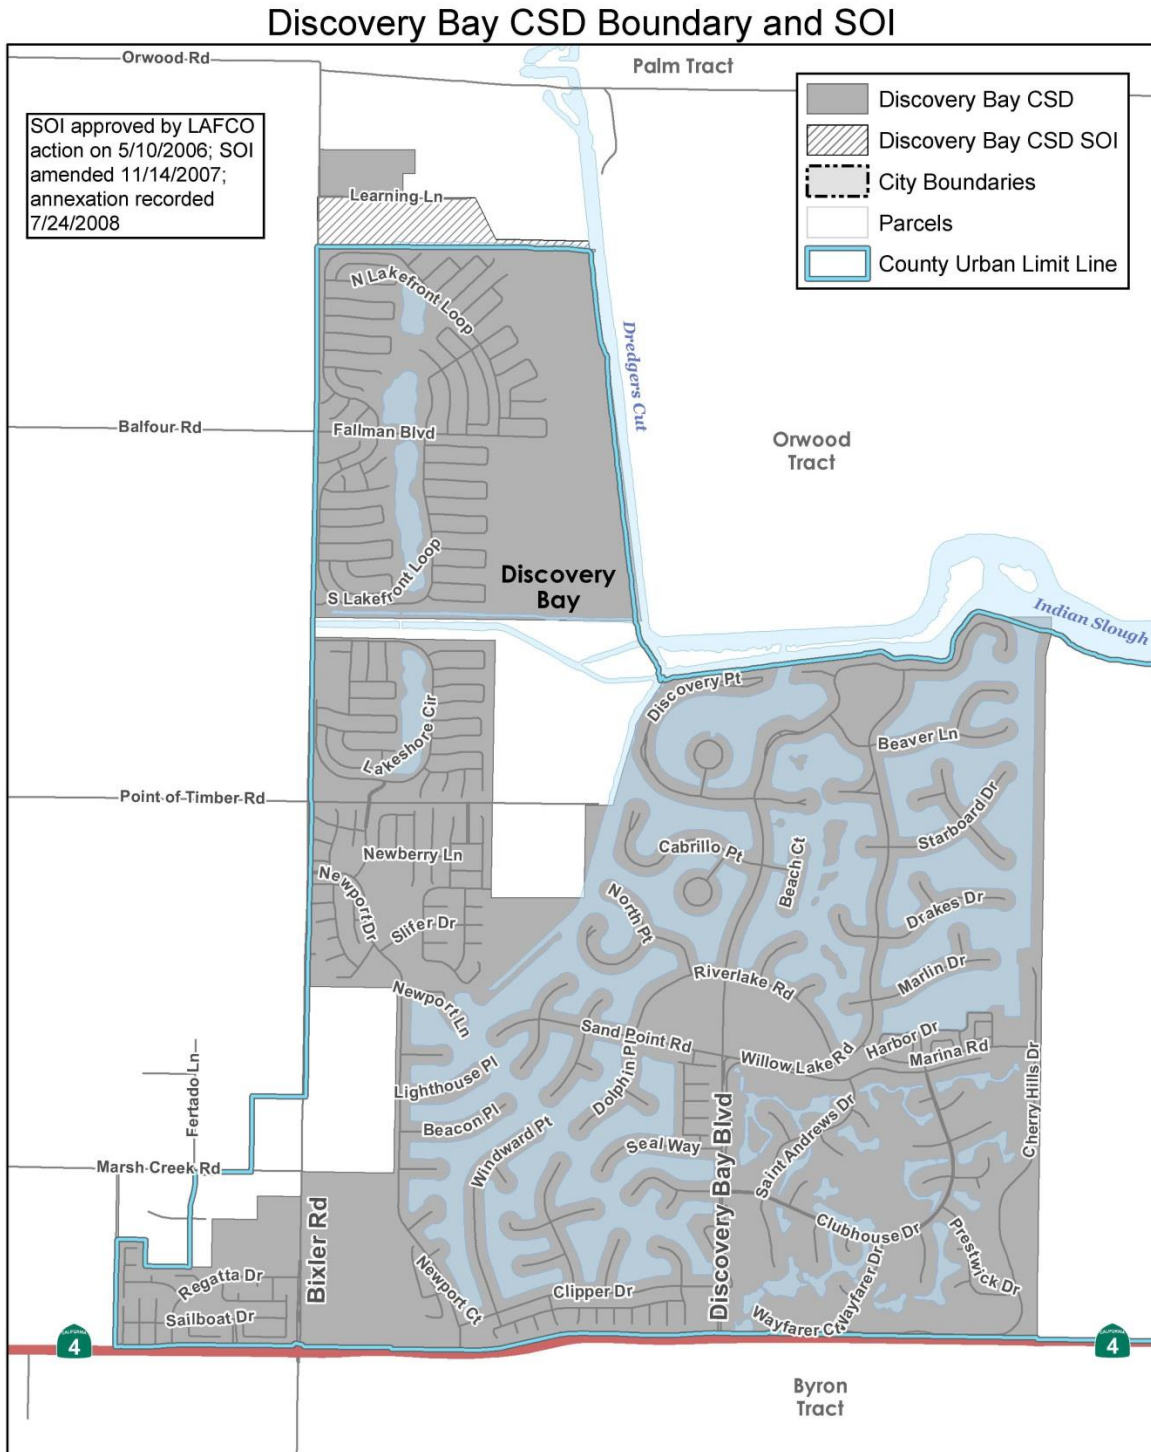 Discovery Bay CSD Boundary and SOI
Orwood Rd
Palm Tract
SOI approved by LAFCO
action on 5/10/2006; SOI
amended 11/14/2007;
annexation recorded
7/24/2008
Discovery Bay CSD
Discovery Bay CSD SOI
City Boundaries
Parcels
County Urban Limit Line
Learning Ln
N Lakefront Loop
Dredgers Cut
Balfour Rd
Fallman Blvd
Orwood
Tract
S Lakefront Loop
Discovery
Bay
Indian Slough
Discovery Pt
Lakeshore Cir
Beaver Ln
Point of Timber Rd
Starboard Dr
Newberry Ln
Cabrillo Pt
Beach Ct
Newport Dr
Slifer Dr
North Pt
Drakes Dr
Marlin Dr
Riverlake Rd
Newport Ln
Sand Point Rd
Harbor Dr
Willow Lake Rd
Marina Rd
Fertado Ln
Lighthouse Pl
Dolphin Pl
Cherry Hills Dr
Beacon Pl
Windward Pt
Seal Way
Saint Andrews Dr
Marsh Creek Rd
Discovery Bay Blvd
Bixler Rd
Clubhouse Dr
Prestwick Dr
Wayfarer Dr
Newport Ct
Regatta Dr
Clipper Dr
Sailboat Dr
Wayfarer Ct
CALIFORNIA
4
CALIFORNIA
4
Byron
Tract